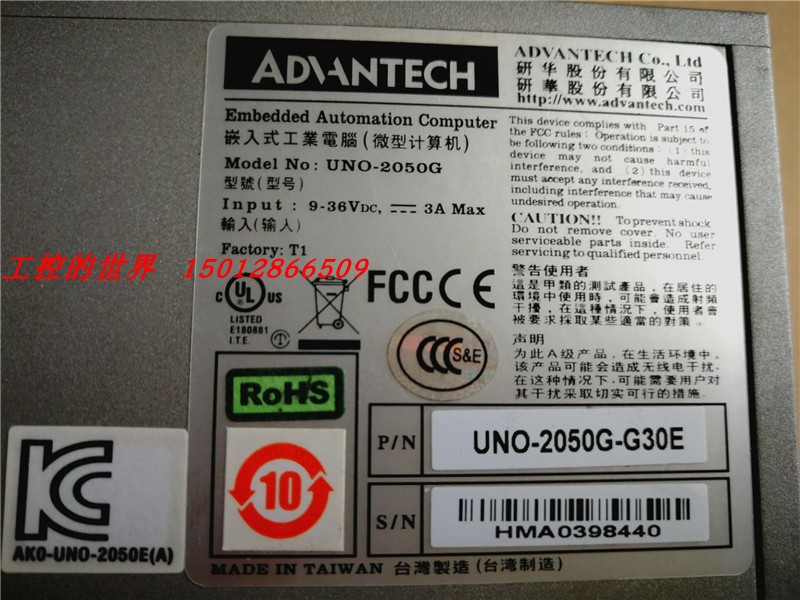 ADVANTECH
Embedded Automation Computer
嵌入式工業電腦(微型计算机)
Model No: UNO-2050G
型號(型号)
Input: 9-36VDC, 3A Max
輸入(输人)
Factory: T1
工控的世界 15012866509
ADVANTECH Co., Ltd
研华股份有限公司
研華股份有限公司
http://www.advantech.com
This device complies with Part 15 of
the FCC rules: Operation is subject to
be following two conditions: (1) this
device may not cause harmful
interference, and (2) this device
must accept any interference received,
including interference that may cause
undesired operation.
CAUTION!! To prevent shock
Do not remove cover. No user
serviceable parts inside. Refer
servicing to qualified personnel.
警告使用者
這是甲類的測試產品,在居住的
環境中使用時,可能會造成射頻
干擾,在這種情況下,使用者會
被要求採取某些適當的對策。
声明
为此A级产品,在生活环境中,
该产品可能会造成无线电干扰,
在这种情况下,可能需要用户对
其干扰采取切实可行的措施。
C UL US
LISTED
E180881
I.T.E.
FCC CE
CCC S&E
RoHS
10
P/N UNO-2050G-G30E
S/N HMA0398440
KC
AK0-UNO-2050E(A)
MADE IN TAIWAN 台灣製造(台湾制造)